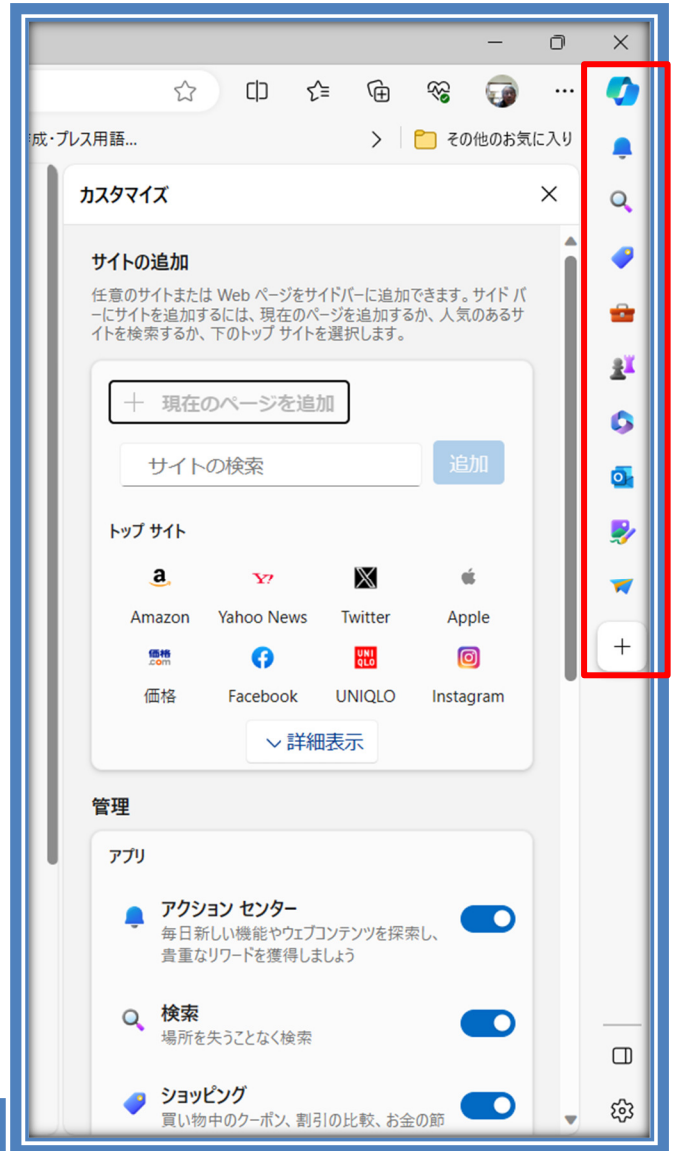 成・プレス用語...
その他のお気に入り
カスタマイズ
サイトの追加
任意のサイトまたは Web ページをサイドバーに追加できます。サイド バ
ーにサイトを追加するには、現在のページを追加するか、人気のあるサ
イトを検索するか、下のトップ サイトを選択します。
現在のページを追加
サイトの検索
追加
トップ サイト
Amazon Yahoo News Twitter Apple
価格.com
UNI
QLO
価格 Facebook UNIQLO Instagram
詳細表示
管理
アプリ
アクション センター
毎日新しい機能やウェブコンテンツを探索し、
貴重なリワードを獲得しましょう
検索
場所を失うことなく検索
ショッピング
買い物中のクーポン、割引の比較、お金の節